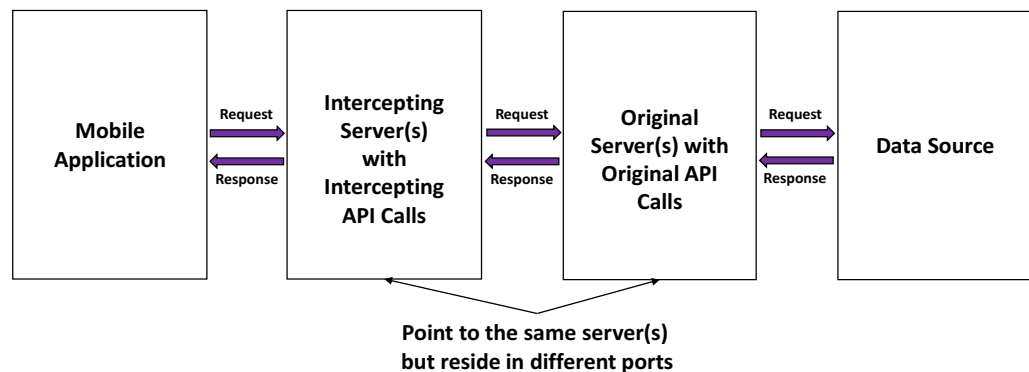 Mobile
Application
Request
Response
Intercepting
Server(s)
with
Intercepting
API Calls
Request
Response
Original
Server(s) with
Original API
Calls
Request
Response
Data Source
Point to the same server(s)
but reside in different ports